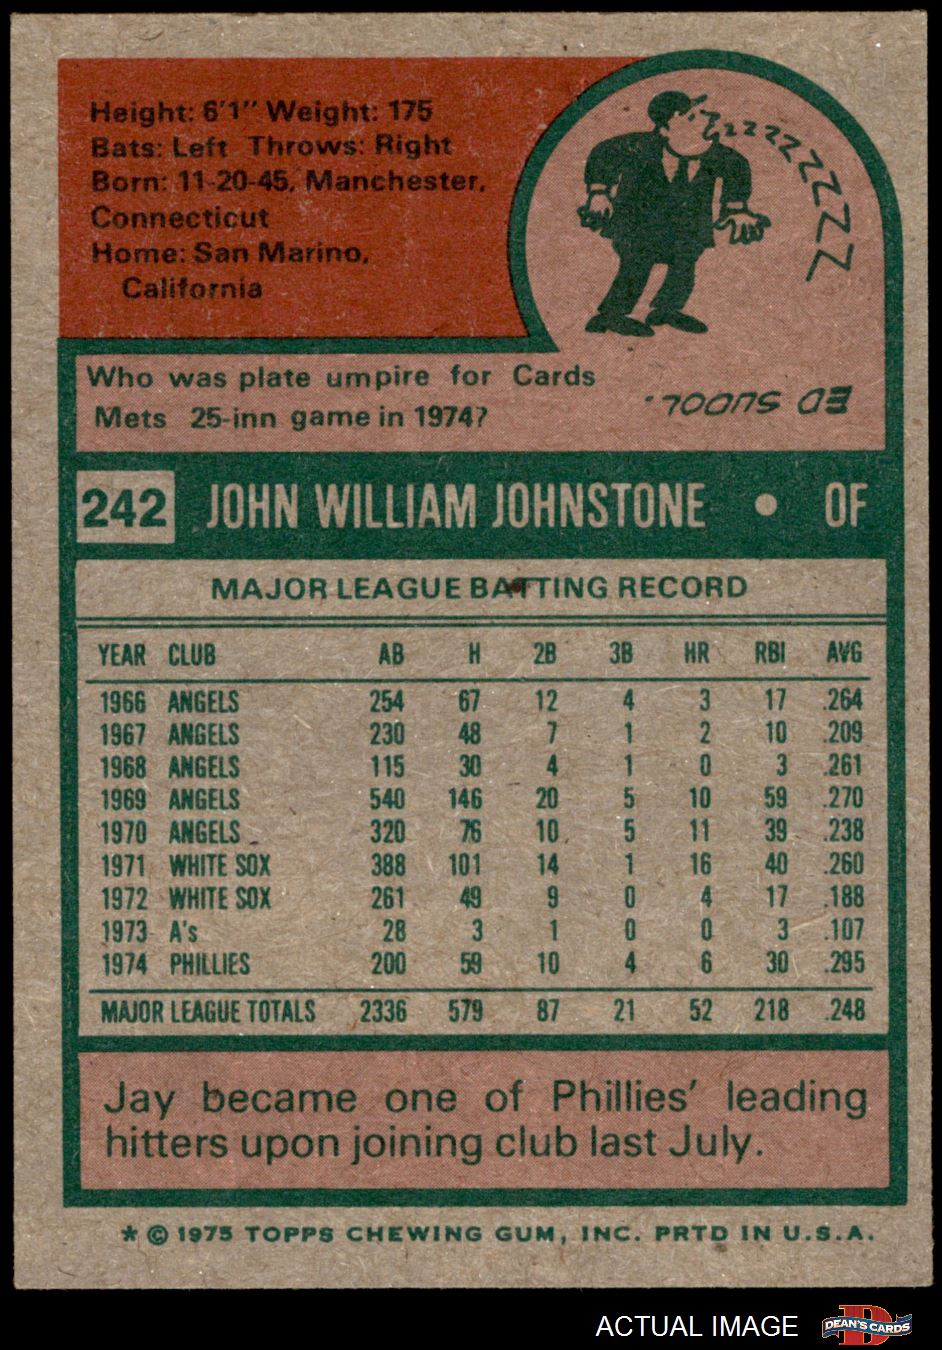 Height: 6'1" Weight: 175
Bats: Left Throws: Right
Born: 11-20-45, Manchester,
Connecticut
Home: San Marino,
California
ZZZZZZZZZZ
Who was plate umpire for Cards
Mets 25-inn game in 1974?
ED SUDOL.
242 JOHN WILLIAM JOHNSTONE • OF
MAJOR LEAGUE BATTING RECORD
YEAR CLUB AB H 2B 3B HR RBI AVG
1966 ANGELS 254 67 12 4 3 17 .264
1967 ANGELS 230 48 7 1 2 10 .209
1968 ANGELS 115 30 4 1 0 3 .261
1969 ANGELS 540 146 20 5 10 59 .270
1970 ANGELS 320 76 10 5 11 39 .238
1971 WHITE SOX 388 101 14 1 16 40 .260
1972 WHITE SOX 261 49 9 0 4 17 .188
1973 A's 28 3 1 0 0 3 .107
1974 PHILLIES 200 59 10 4 6 30 .295
MAJOR LEAGUE TOTALS 2336 579 87 21 52 218 .248
Jay became one of Phillies' leading
hitters upon joining club last July.
* © 1975 TOPPS CHEWING GUM, INC. PRTD IN U.S.A.
ACTUAL IMAGE DEAN'S CARDS